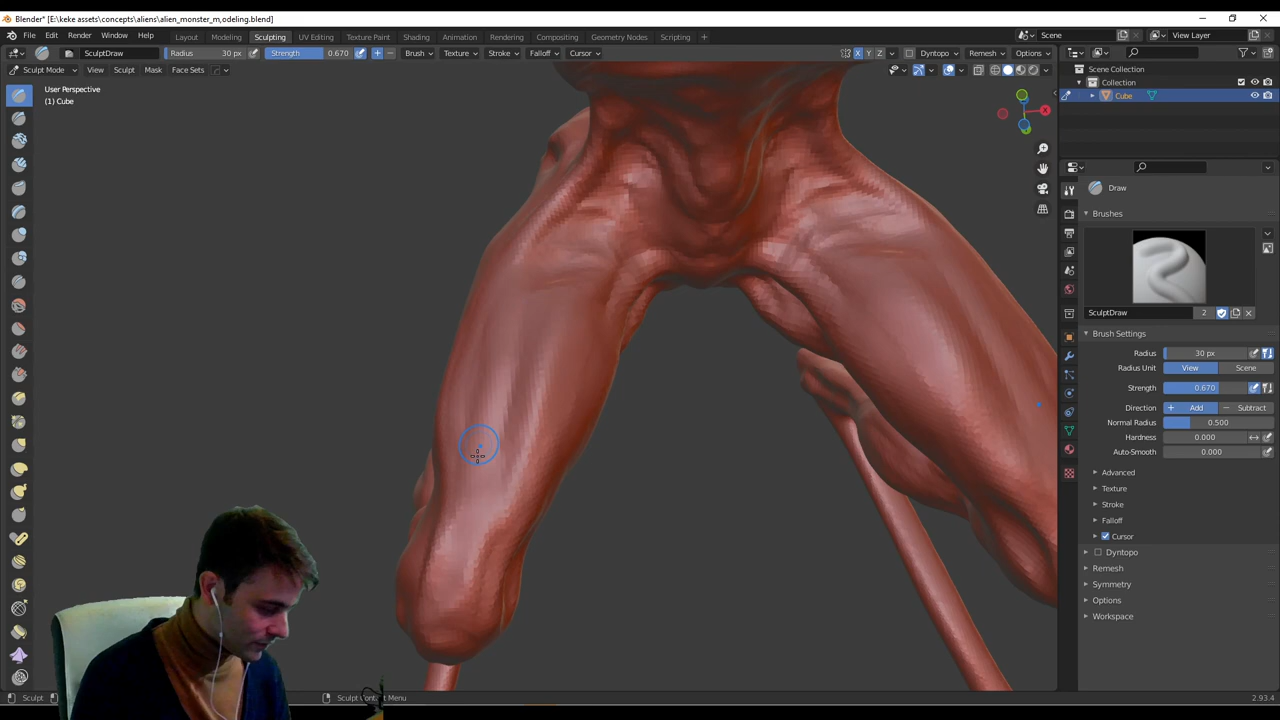 Blender* [E:\keke assets\concepts\aliens\alien_monster_m,odeling.blend]
File Edit Render Window Help
Layout Modeling Sculpting UV Editing Texture Paint Shading Animation Rengering Compositing Geometry Nodes Scripting +
Scene
View Layer
SculptDraw
Radius 30 px
Strength 0.670
Brush Texture Stroke Falloff Cursor
X Y Z
Dyntopo Remesh Options
Sculpt Mode View Sculpt Mask Face Sets
User Perspective
(1) Cube
X
Scene Collection
Collection
Cube
Draw
Brushes
SculptDraw 2
Brush Settings
Radius 30 px
Radius Unit View Scene
Strength 0.670
Direction + Add − Subtract
Normal Radius 0.500
Hardness 0.000
Auto-Smooth 0.000
Advanced
Texture
Stroke
Falloff
Cursor
Dyntopo
Remesh
Symmetry
Options
Workspace
Sculpt
Sculpt Context Menu
2.93.4